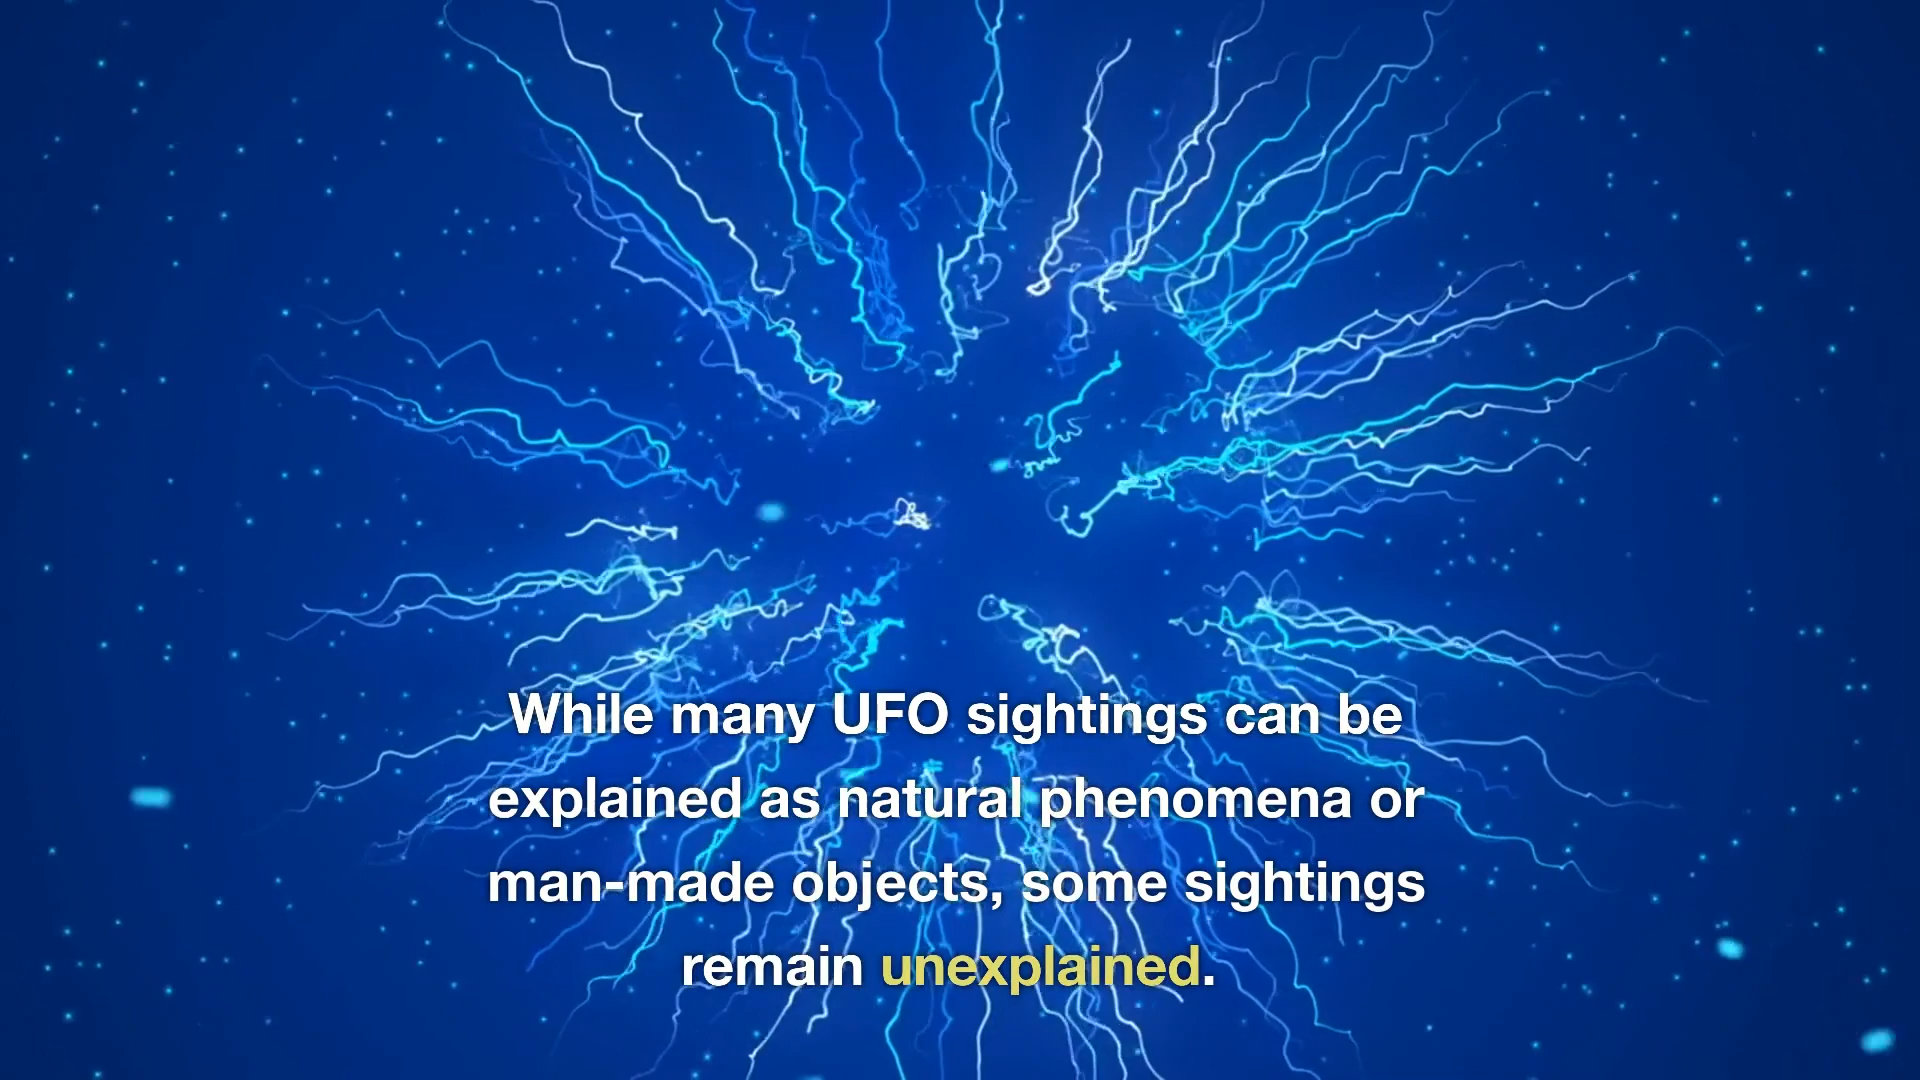 While many UFO sightings can be
explained as natural phenomena or
man-made objects, some sightings
remain unexplained.